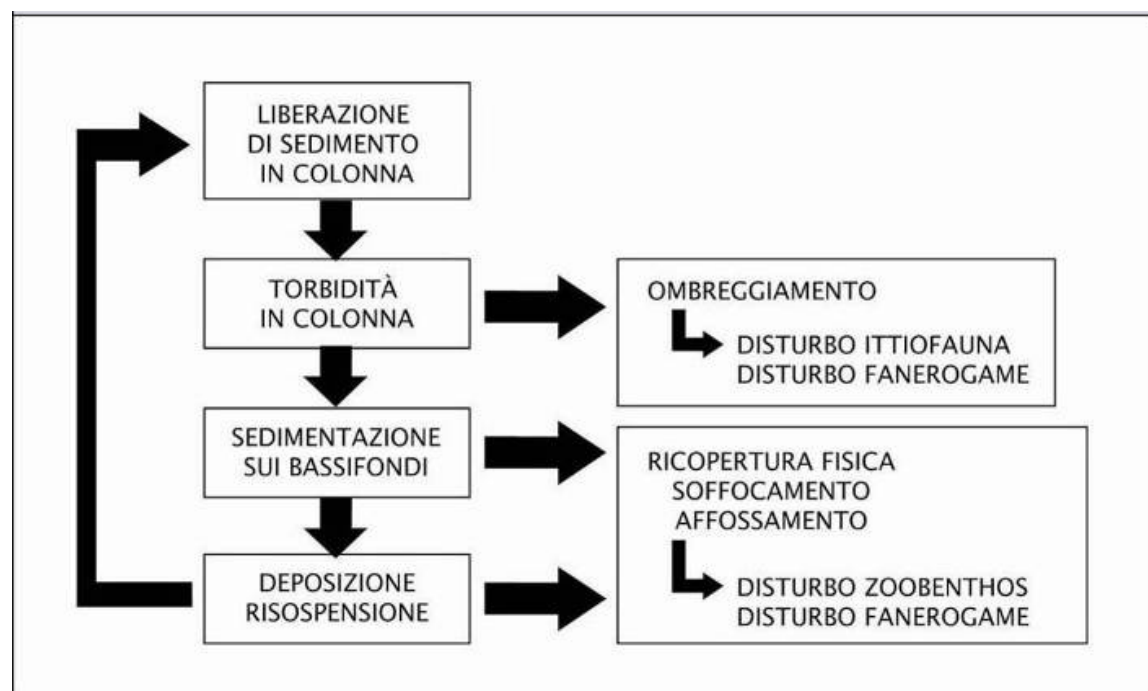 LIBERAZIONE
DI SEDIMENTO
IN COLONNA
TORBIDITÀ
IN COLONNA
OMBREGGIAMENTO
DISTURBO ITTIOFAUNA
DISTURBO FANEROGAME
SEDIMENTAZIONE
SUI BASSIFONDI
RICOPERTURA FISICA
SOFFOCAMENTO
AFFOSSAMENTO
DISTURBO ZOOBENTHOS
DISTURBO FANEROGAME
DEPOSIZIONE
RISOSPENSIONE